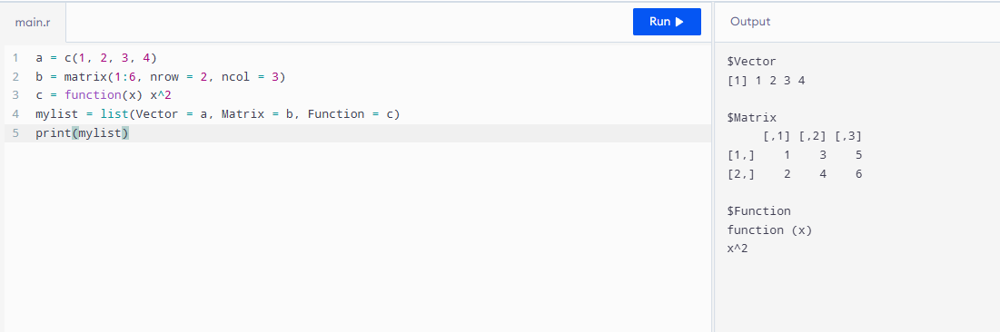 main.r
Run
1 a = c(1, 2, 3, 4)
2 b = matrix(1:6, nrow = 2, ncol = 3)
3 c = function(x) x^2
4 mylist = list(Vector = a, Matrix = b, Function = c)
5 print(mylist)
Output
$Vector
[1] 1 2 3 4
$Matrix
     [,1] [,2] [,3]
[1,]    1    3    5
[2,]    2    4    6
$Function
function (x)
x^2